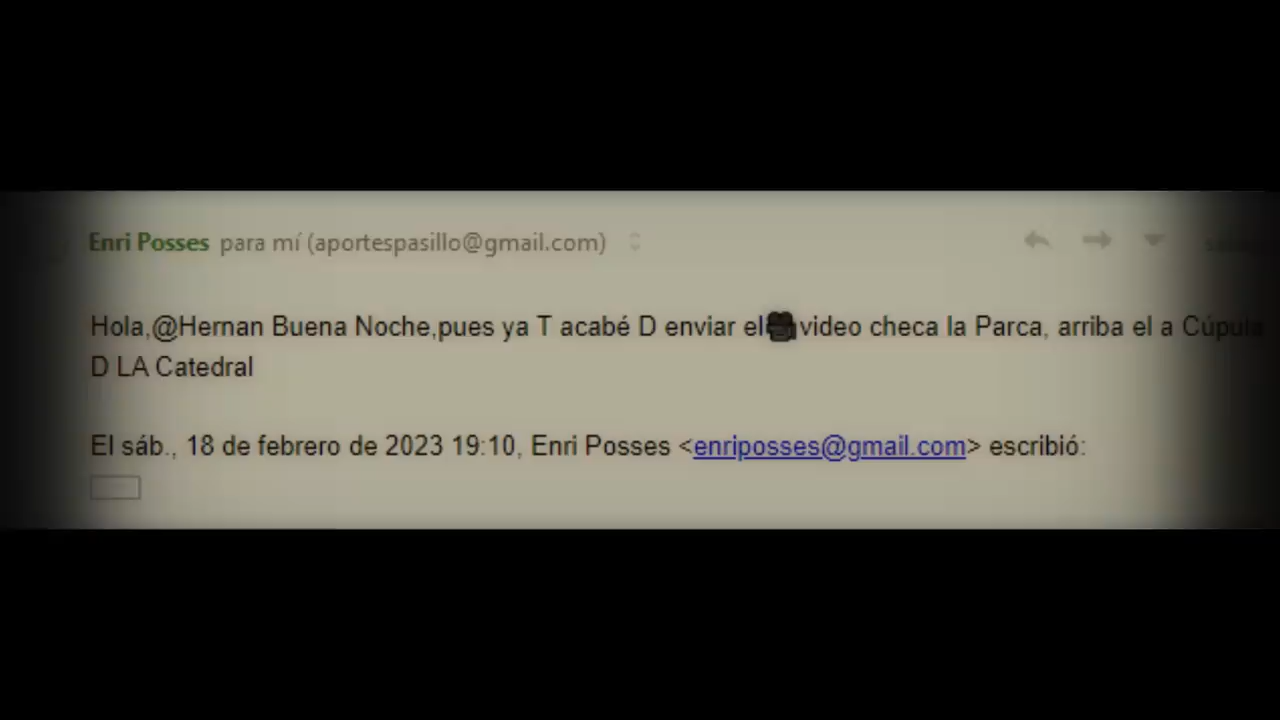 Enri Posses para mí (aportespasillo@gmail.com)
Hola,@Hernan Buena Noche,pues ya T acabé D enviar el video checa la Parca, arriba el a Cúpula
D LA Catedral
El sáb., 18 de febrero de 2023 19:10, Enri Posses <enriposses@gmail.com> escribió: